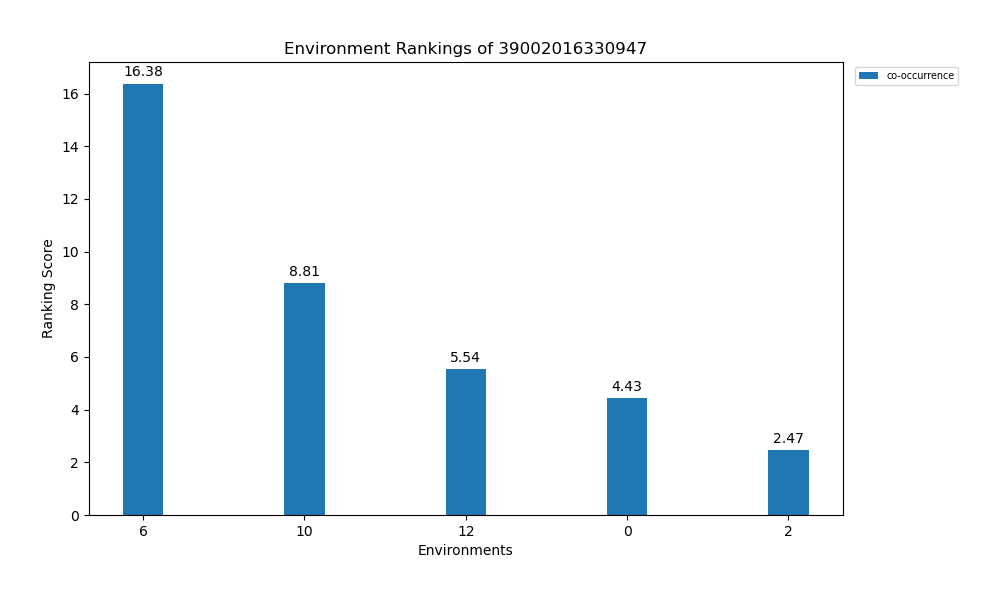 Environment Rankings of 39002016330947
co-occurrence
16.38
8.81
5.54
4.43
2.47
Ranking Score
16
14
12
10
8
6
4
2
0
6 10 12 0 2
Environments